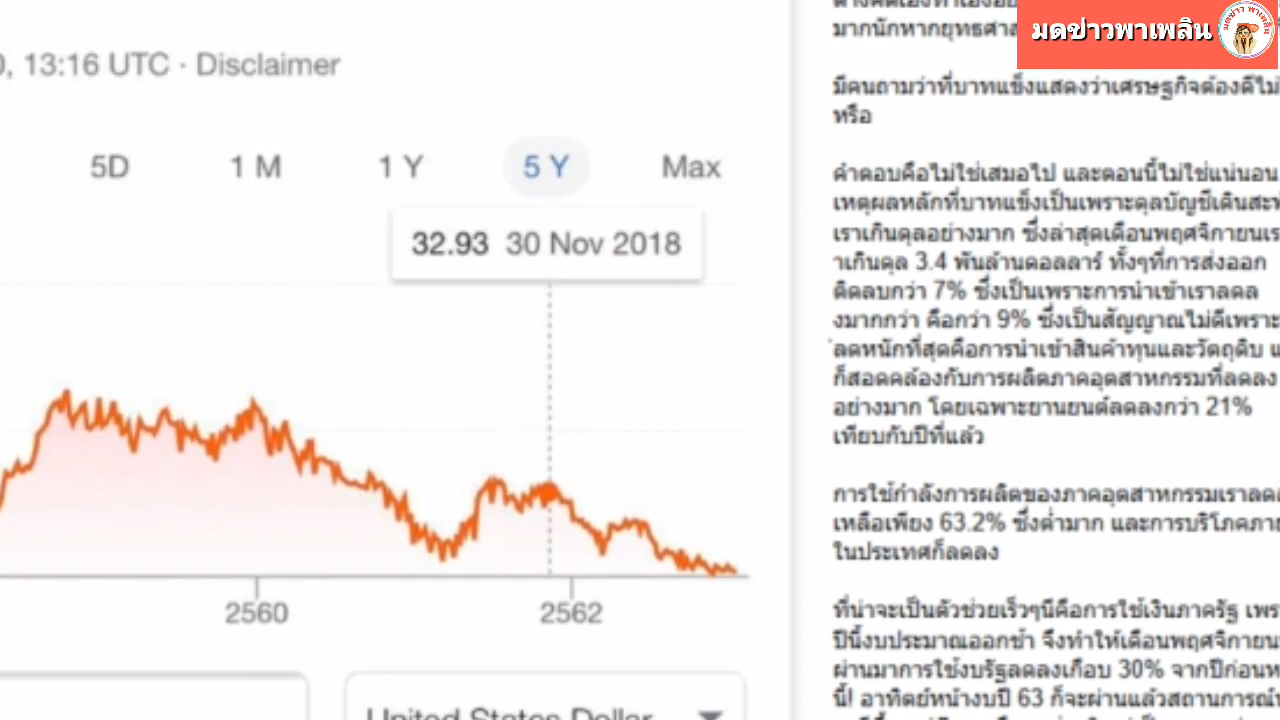 13:16 UTC · Disclaimer
5D 1 M 1 Y 5 Y Max
32.93 30 Nov 2018
2560 2562
United States Dollar
มดข่าวพาเพลิน
มดข่าว พาเพลิน
มากนักหากยุทธศาส
มีคนถามว่าที่บาทแข็งแสดงว่าเศรษฐกิจต้องดีไม่
หรือ
คำตอบคือไม่ใช่เสมอไป และตอนนี้ไม่ใช่แน่นอน
เหตุผลหลักที่บาทแข็งเป็นเพราะดุลบัญชีเดินสะพ
เราเกินดุลอย่างมาก ซึ่งล่าสุดเดือนพฤศจิกายนเร
าเกินดุล 3.4 พันล้านดอลลาร์ ทั้งๆที่การส่งออก
ติดลบกว่า 7% ซึ่งเป็นเพราะการนำเข้าเราลดล
งมากกว่า คือกว่า 9% ซึ่งเป็นสัญญาณไม่ดีเพราะ
ลดหนักที่สุดคือการนำเข้าสินค้าทุนและวัตถุดิบ แ
ก็สอดคล้องกับการผลิตภาคอุตสาหกรรมที่ลดลง
อย่างมาก โดยเฉพาะยานยนต์ลดลงกว่า 21%
เทียบกับปีที่แล้ว
การใช้กำลังการผลิตของภาคอุตสาหกรรมเราลด
เหลือเพียง 63.2% ซึ่งต่ำมาก และการบริโภคภาย
ในประเทศก็ลดลง
ที่น่าจะเป็นตัวช่วยเร็วๆนี้คือการใช้เงินภาครัฐ เพร
ปีนี้งบประมาณออกช้า จึงทำให้เดือนพฤศจิกายน
ผ่านมาการใช้งบรัฐลดลงเกือบ 30% จากปีก่อนห
นี้! อาทิตย์หน้างบปี 63 ก็จะผ่านแล้วสถานการณ์